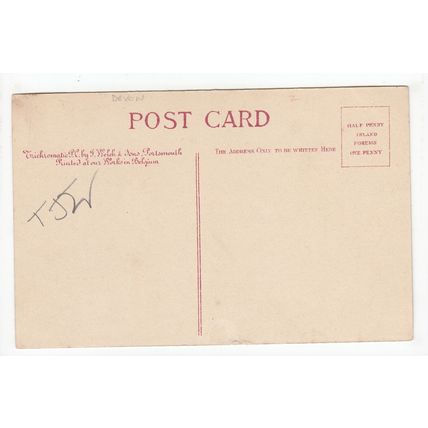 DEVON
2
POST CARD
Trichromatic P.C. by J. Welch & Sons, Portsmouth
Printed at our Works in Belgium
THE ADDRESS ONLY TO BE WRITTEN HERE
HALF PENNY
INLAND
FOREIGN
ONE PENNY